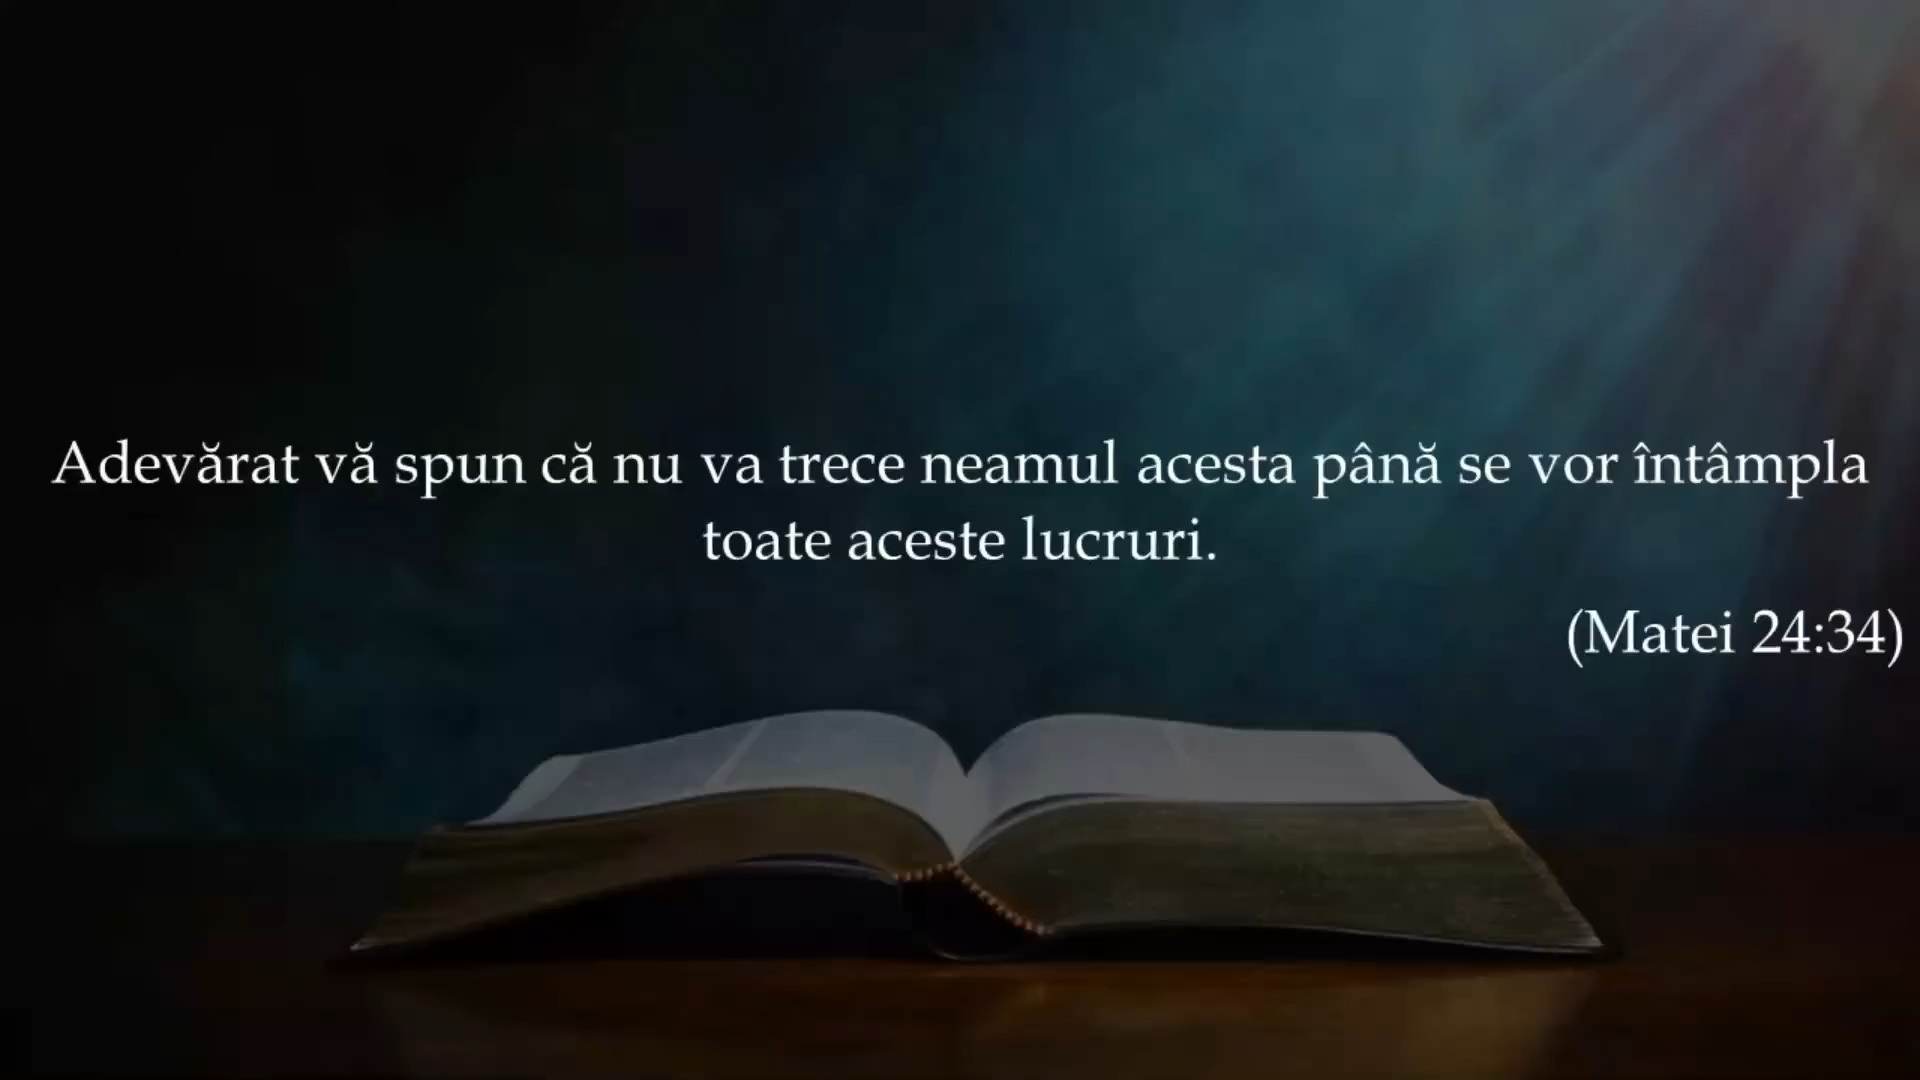 Adevărat vă spun că nu va trece neamul acesta până se vor întâmpla
toate aceste lucruri.
(Matei 24:34)